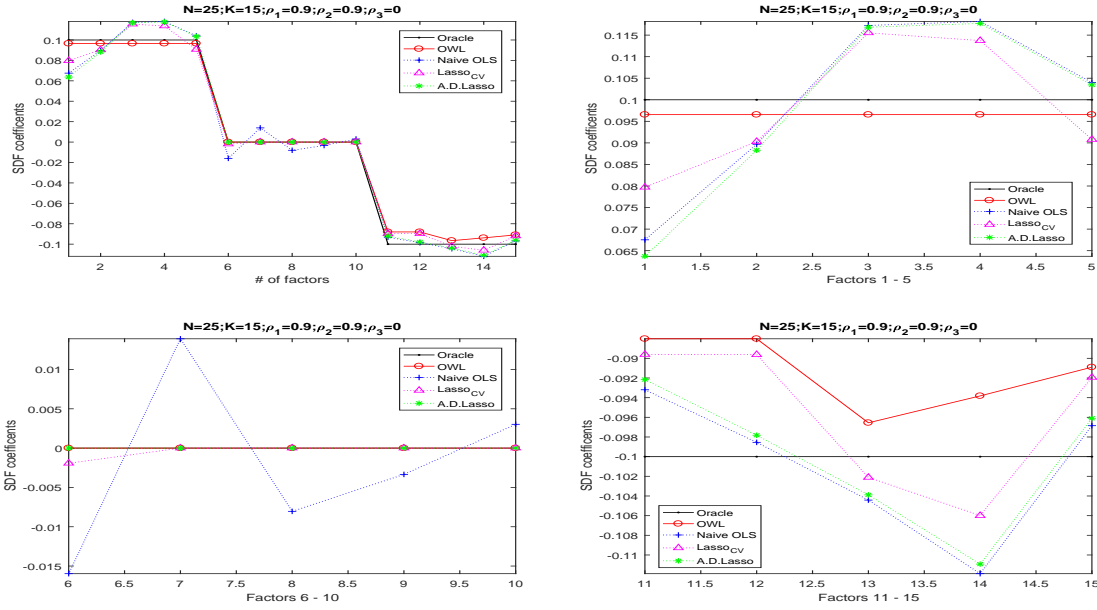 N=25;K=15;ρ1=0.9;ρ2=0.9;ρ3=0
SDF coefficents
0.1
0.08
0.06
0.04
0.02
0
-0.02
-0.04
-0.06
-0.08
-0.1
2 4 6 8 10 12 14
# of factors
Oracle
OWL
Naive OLS
LassoCV
A.D.Lasso
N=25;K=15;ρ1=0.9;ρ2=0.9;ρ3=0
SDF coefficents
0.115
0.11
0.105
0.1
0.095
0.09
0.085
0.08
0.075
0.07
0.065
1 1.5 2 2.5 3 3.5 4 4.5 5
Factors 1 - 5
Oracle
OWL
Naive OLS
LassoCV
A.D.Lasso
N=25;K=15;ρ1=0.9;ρ2=0.9;ρ3=0
SDF coefficents
0.01
0.005
0
-0.005
-0.01
-0.015
6 6.5 7 7.5 8 8.5 9 9.5 10
Factors 6 - 10
Oracle
OWL
Naive OLS
LassoCV
A.D.Lasso
N=25;K=15;ρ1=0.9;ρ2=0.9;ρ3=0
SDF coefficents
-0.09
-0.092
-0.094
-0.096
-0.098
-0.1
-0.102
-0.104
-0.106
-0.108
-0.11
11 11.5 12 12.5 13 13.5 14 14.5 15
Factors 11 - 15
Oracle
OWL
Naive OLS
LassoCV
A.D.Lasso